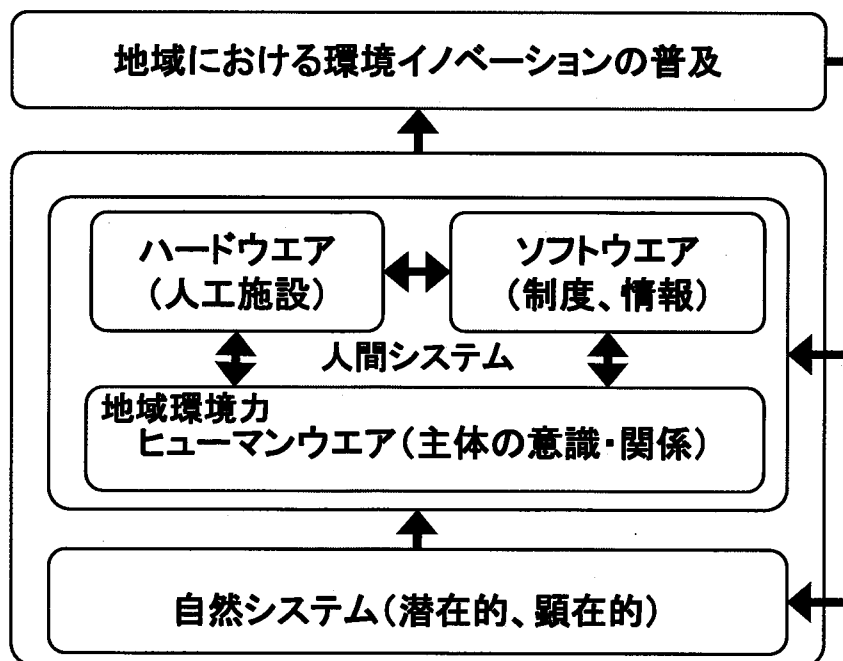 地域における環境イノベーションの普及
ハードウエア
(人工施設)
ソフトウエア
(制度、情報)
人間システム
地域環境力
ヒューマンウエア(主体の意識・関係)
自然システム(潜在的、顕在的)